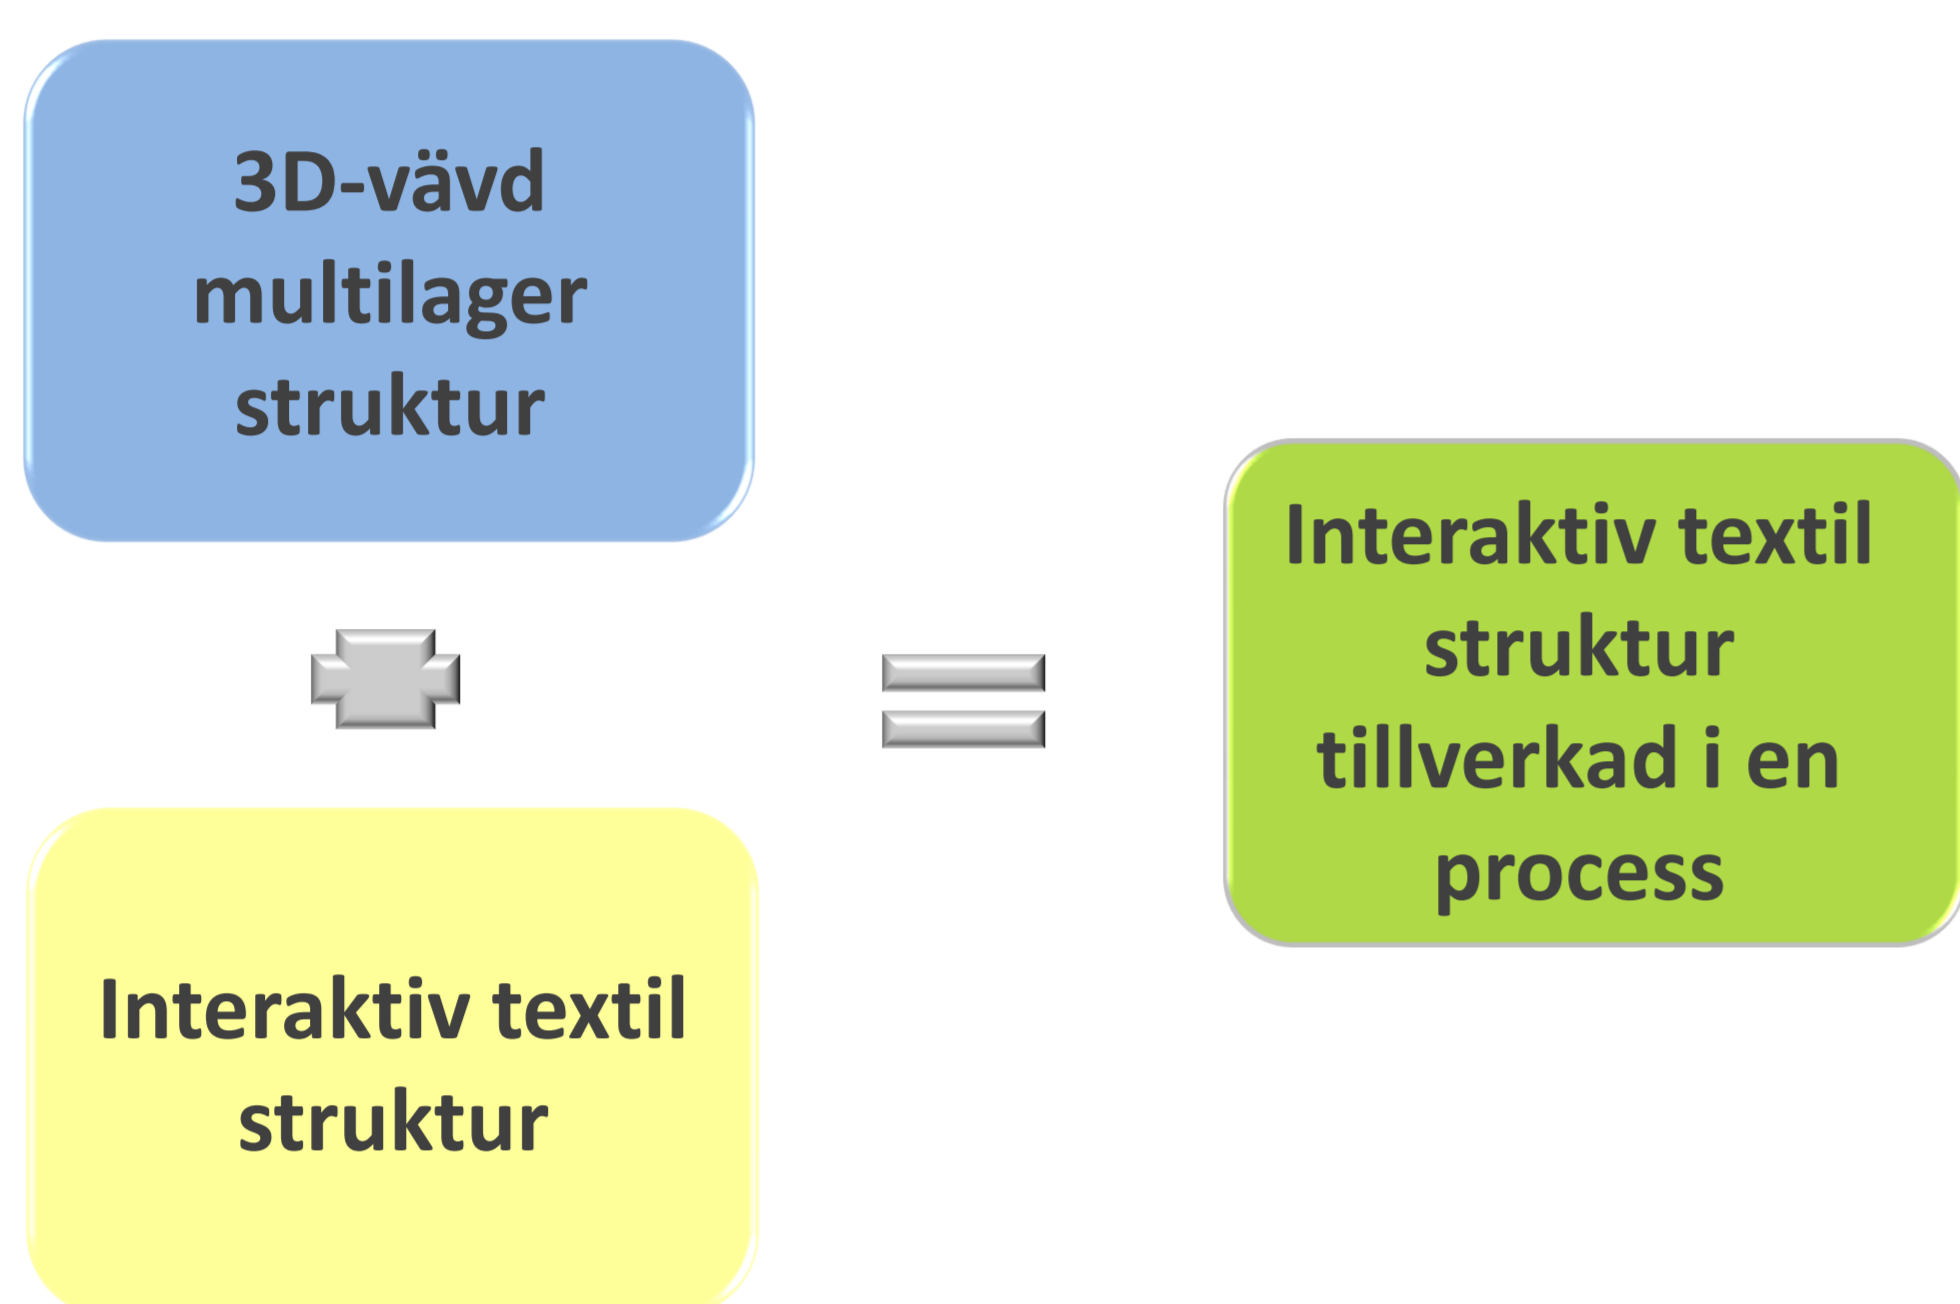 3D-vävd
multilager
struktur
Interaktiv textil
struktur
Interaktiv textil
struktur
tillverkad i en
process